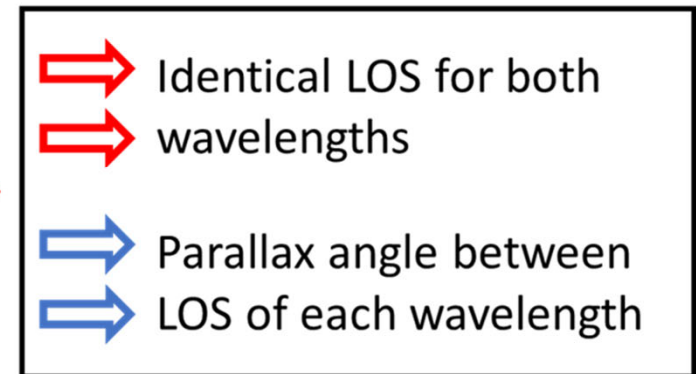 Identical LOS for both
wavelengths
Parallax angle between
LOS of each wavelength